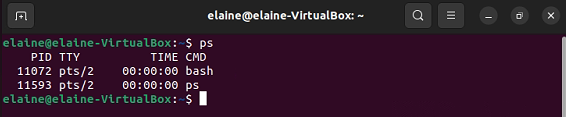 elaine@elaine-VirtualBox: ~
elaine@elaine-VirtualBox:~$ ps
    PID TTY          TIME CMD
  11072 pts/2    00:00:00 bash
  11593 pts/2    00:00:00 ps
elaine@elaine-VirtualBox:~$